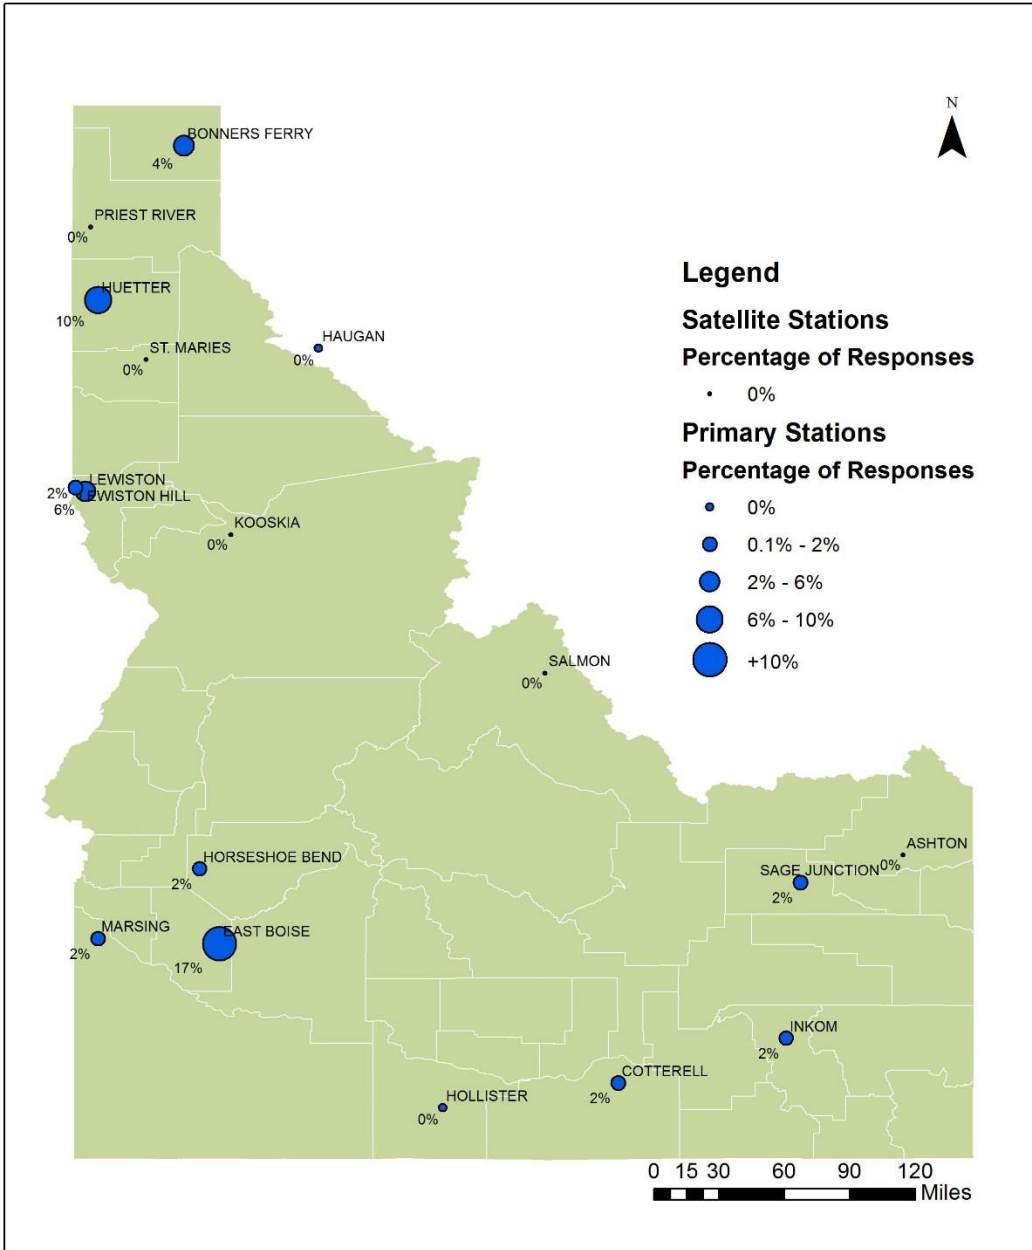 N
BONNERS FERRY
4%
PRIEST RIVER
0%
HUETTER
10%
ST. MARIES
0%
HAUGAN
0%
LEWISTON
2%
EWISTON HILL
6%
KOOSKIA
0%
SALMON
0%
HORSESHOE BEND
2%
MARSING
2%
EAST BOISE
17%
ASHTON
0%
SAGE JUNCTION
2%
INKOM
2%
COTTERELL
2%
HOLLISTER
0%
Legend
Satellite Stations
Percentage of Responses
0%
Primary Stations
Percentage of Responses
0%
0.1% - 2%
2% - 6%
6% - 10%
+10%
0 15 30 60 90 120
Miles